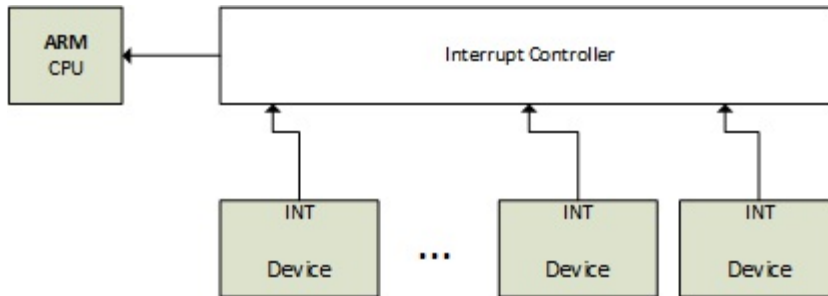 ARM
CPU
Interrupt Controller
INT
Device
...
INT
Device
INT
Device